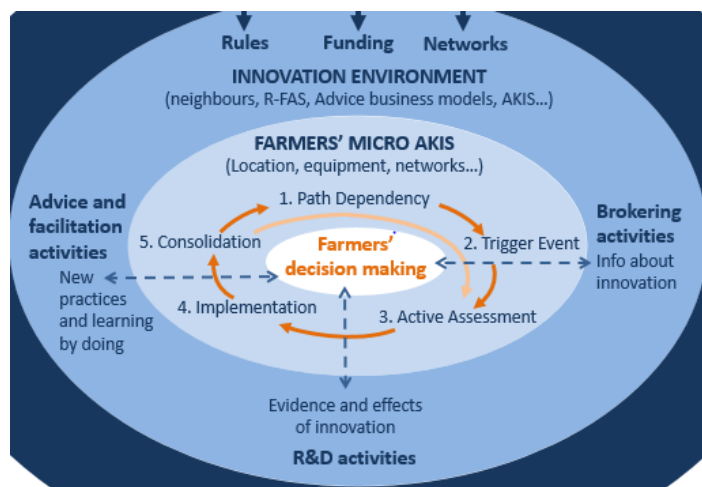 Rules
Funding
Networks
INNOVATION ENVIRONMENT
(neighbours, R-FAS, Advice business models, AKIS...)
FARMERS' MICRO AKIS
(Location, equipment, networks...)
1. Path Dependency
2. Trigger Event
3. Active Assessment
4. Implementation
5. Consolidation
Farmers'
decision making
Advice and
facilitation
activities
New
practices
and learning
by doing
Brokering
activities
Info about
innovation
Evidence and effects
of innovation
R&D activities